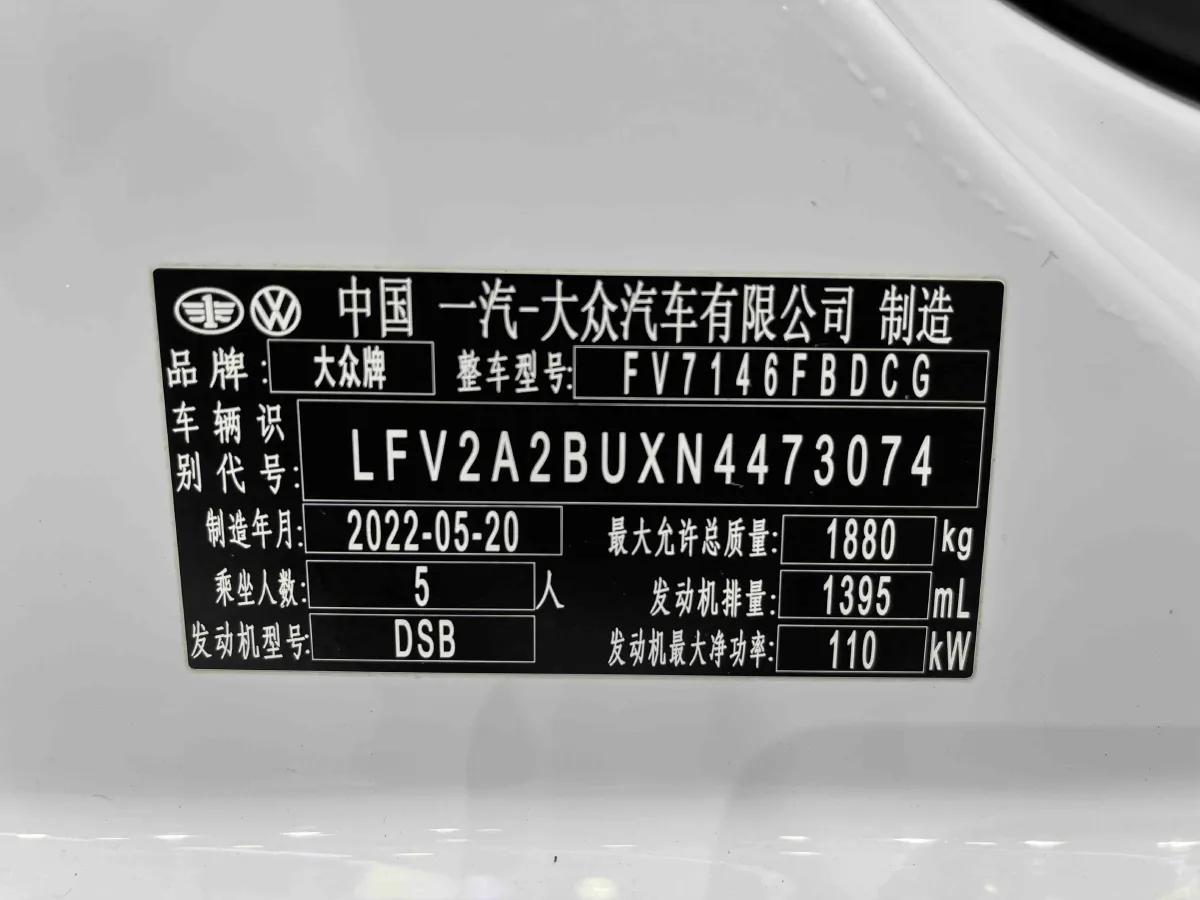 中国 一汽-大众汽车有限公司 制造
品牌: 大众牌 整车型号: FV7146FBDCG
车辆识别代号: LFV2A2BUXN4473074
制造年月: 2022-05-20 最大允许总质量: 1880 kg
乘坐人数: 5 人 发动机排量: 1395 mL
发动机型号: DSB 发动机最大净功率: 110 kW